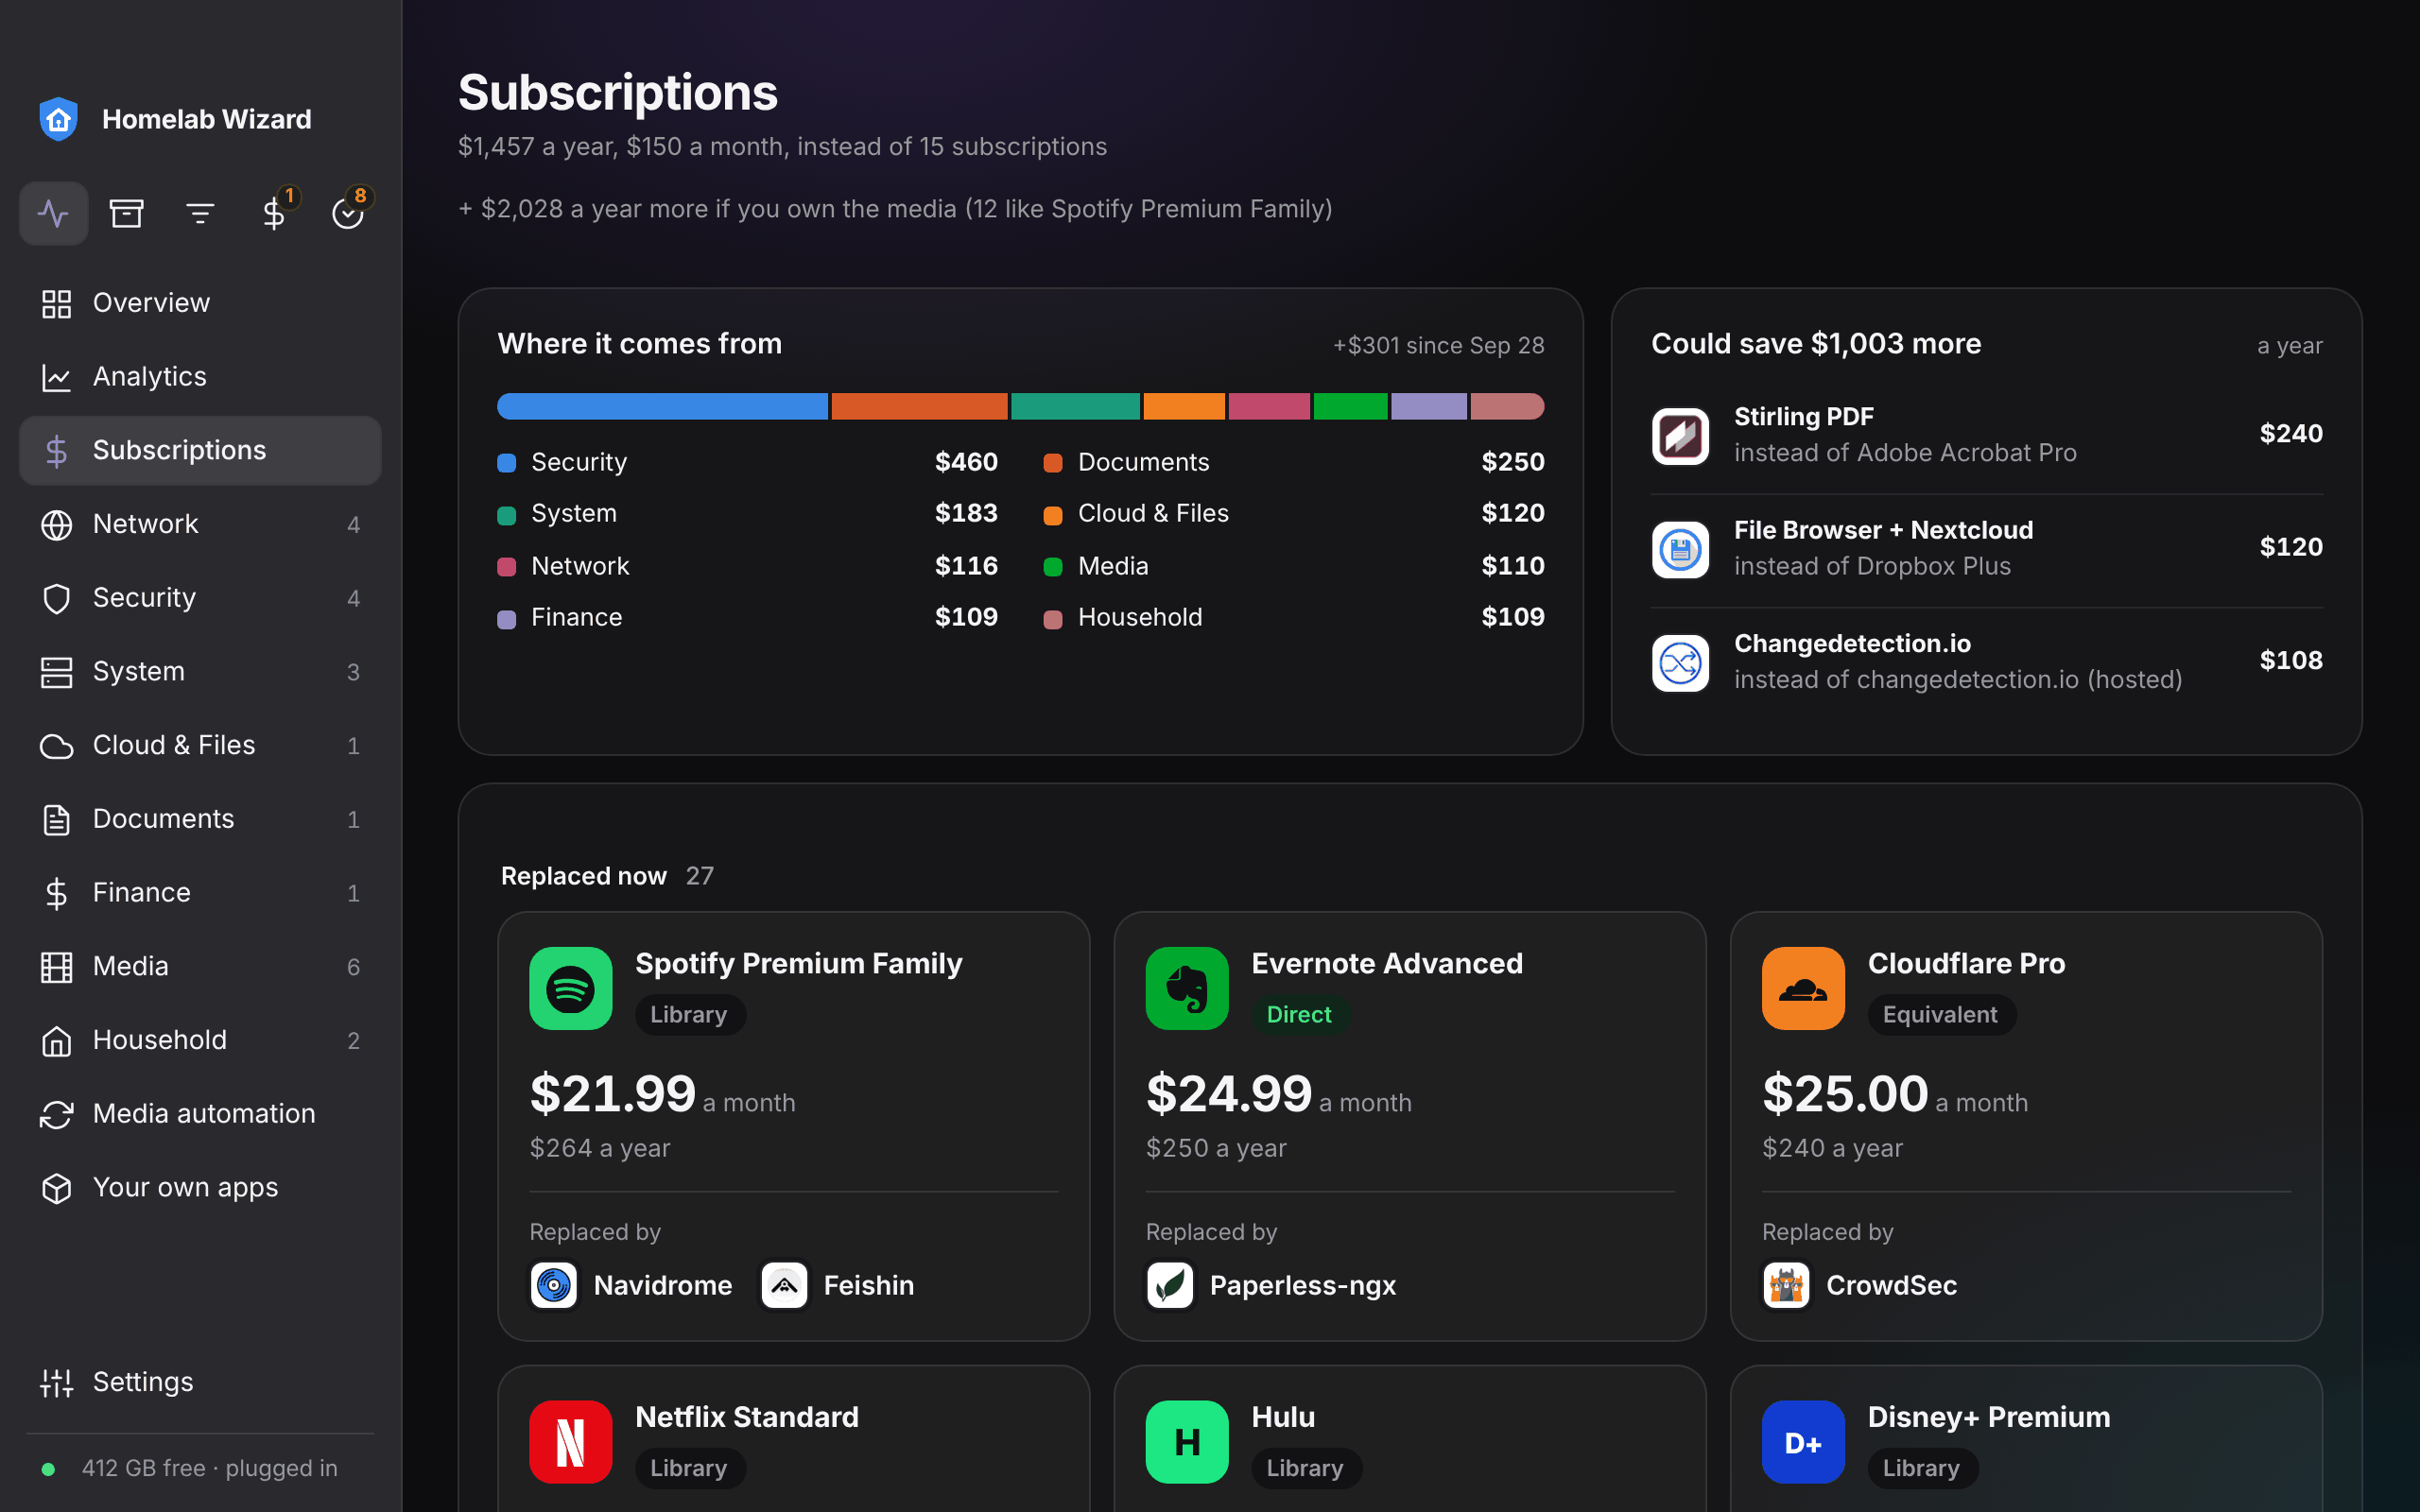 Homelab Wizard
1
8
Overview
Analytics
Subscriptions
Network 4
Security 4
System 3
Cloud & Files 1
Documents 1
Finance 1
Media 6
Household 2
Media automation
Your own apps
Settings
412 GB free · plugged in
Subscriptions
$1,457 a year, $150 a month, instead of 15 subscriptions
+ $2,028 a year more if you own the media (12 like Spotify Premium Family)
Where it comes from +$301 since Sep 28
Security $460 Documents $250
System $183 Cloud & Files $120
Network $116 Media $110
Finance $109 Household $109
Could save $1,003 more a year
Stirling PDF
instead of Adobe Acrobat Pro
$240
File Browser + Nextcloud
instead of Dropbox Plus
$120
Changedetection.io
instead of changedetection.io (hosted)
$108
Replaced now 27
Spotify Premium Family
Library
$21.99 a month
$264 a year
Replaced by
Navidrome Feishin
Evernote Advanced
Direct
$24.99 a month
$250 a year
Replaced by
Paperless-ngx
Cloudflare Pro
Equivalent
$25.00 a month
$240 a year
Replaced by
CrowdSec
N
Netflix Standard
Library
H
Hulu
Library
D+
Disney+ Premium
Library